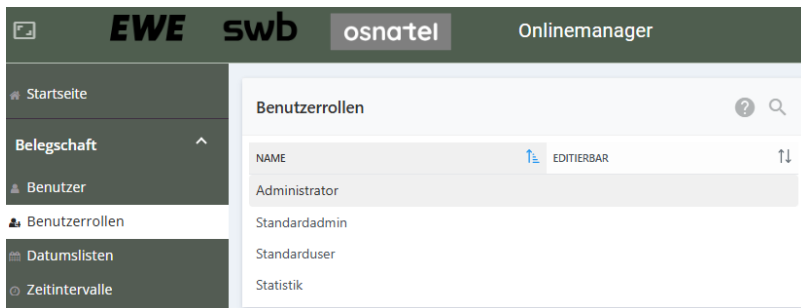 EWE swb osnatel Onlinemanager
Startseite
Belegschaft
Benutzer
Benutzerrollen
Datumslisten
Zeitintervalle
Benutzerrollen
NAME EDITIERBAR
Administrator
Standardadmin
Standarduser
Statistik